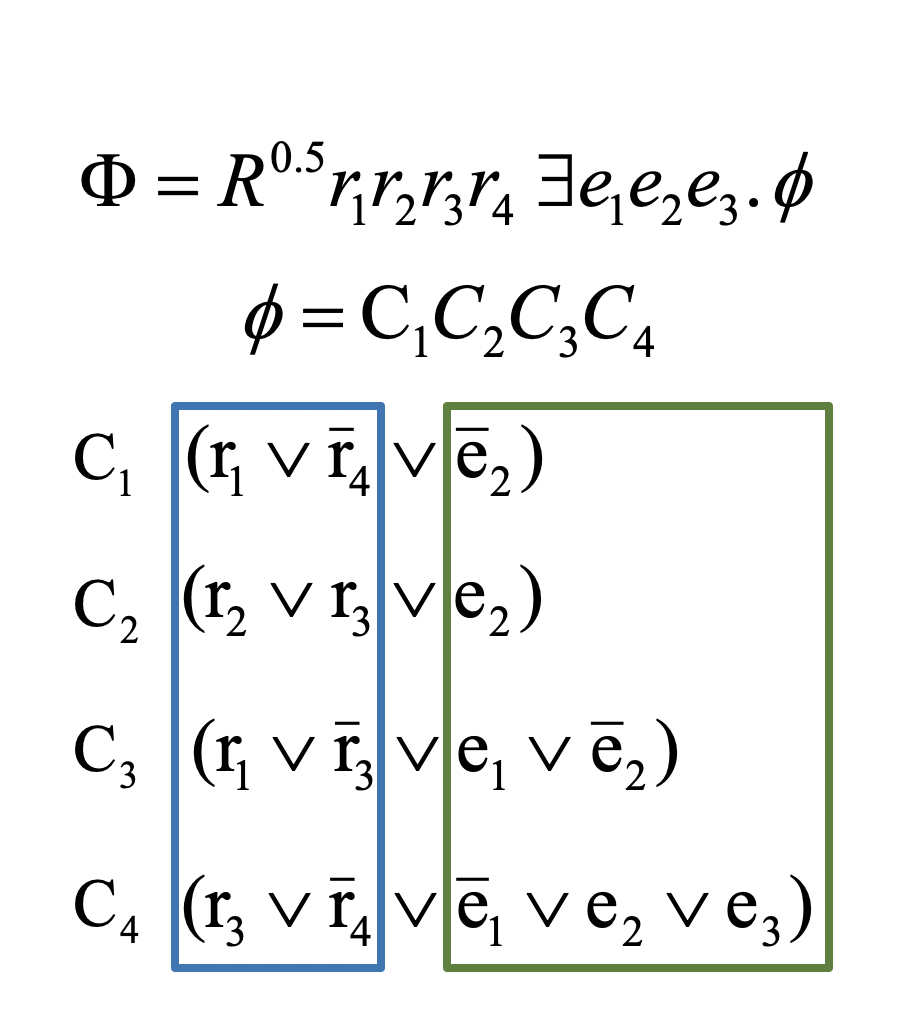 Φ = R^0.5 r₁r₂r₃r₄ ∃e₁e₂e₃.ϕ
ϕ = C₁C₂C₃C₄
C₁ (r₁ ∨ r̄₄ ∨ ē₂)
C₂ (r₂ ∨ r₃ ∨ e₂)
C₃ (r₁ ∨ r̄₃ ∨ e₁ ∨ ē₂)
C₄ (r₃ ∨ r̄₄ ∨ ē₁ ∨ e₂ ∨ e₃)